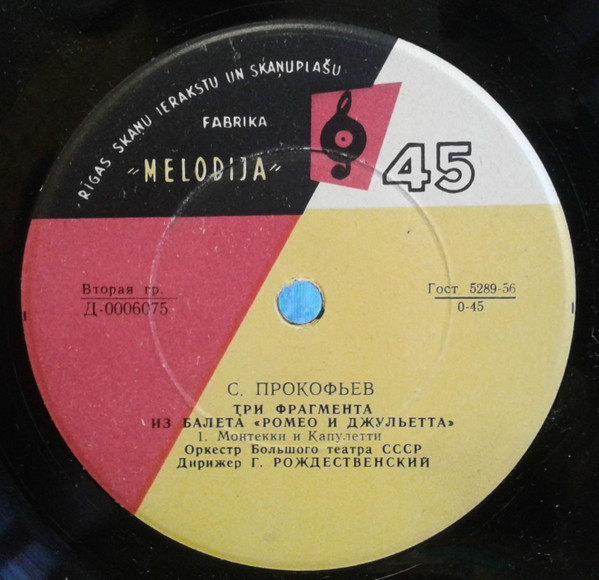 RĪGAS SKAŅU IERAKSTU UN SKAŅUPLAŠU
FABRIKA
„MELODIJA“
45
Вторая гр.
Д-0006075
Гост 5289-56
0-45
С. ПРОКОФЬЕВ
ТРИ ФРАГМЕНТА
ИЗ БАЛЕТА «РОМЕО И ДЖУЛЬЕТТА»
1. Монтекки и Капулетти
Оркестр Большого театра СССР
Дирижер Г. РОЖДЕСТВЕНСКИЙ